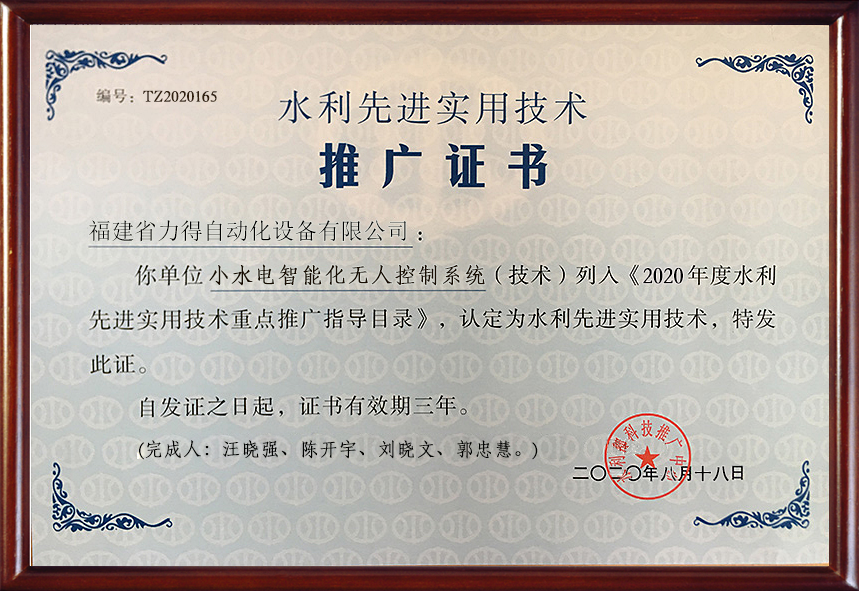 编号：TZ2020165
水利先进实用技术
推广证书
福建省力得自动化设备有限公司：
你单位小水电智能化无人控制系统（技术）列入《2020年度水利
先进实用技术重点推广指导目录》，认定为水利先进实用技术，特发
此证。
自发证之日起，证书有效期三年。
(完成人：汪晓强、陈开宇、刘晓文、郭忠慧。)
二〇二〇年八月十八日